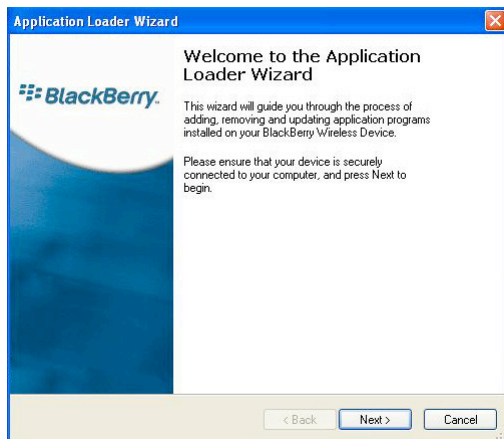 Application Loader Wizard
Welcome to the Application
Loader Wizard
BlackBerry.
This wizard will guide you through the process of
adding, removing and updating application programs
installed on your BlackBerry Wireless Device.
Please ensure that your device is securely
connected to your computer, and press Next to
begin.
< Back Next > Cancel